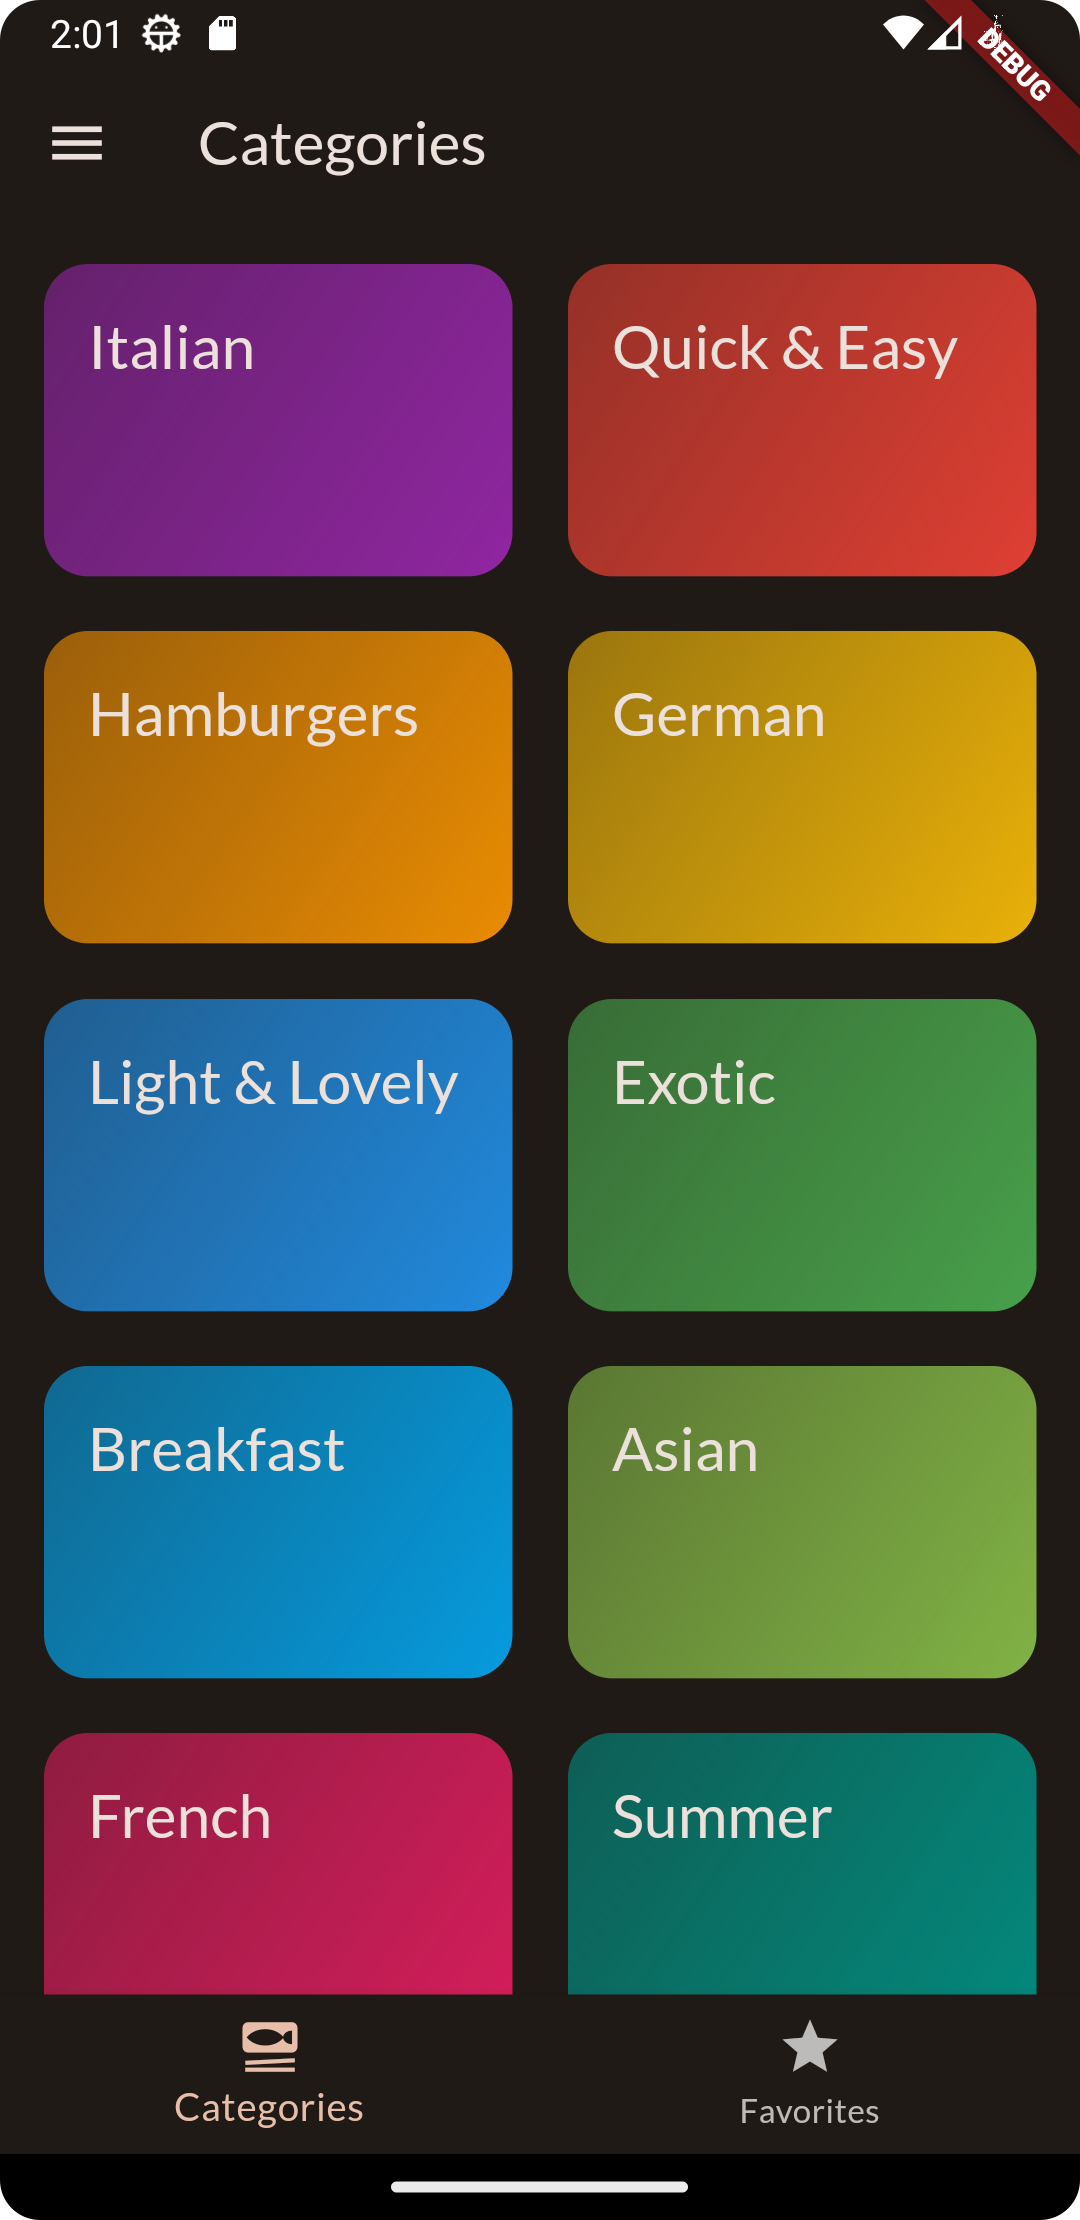 2:01
DEBUG
Categories
Italian
Quick & Easy
Hamburgers
German
Light & Lovely
Exotic
Breakfast
Asian
French
Summer
Categories
Favorites